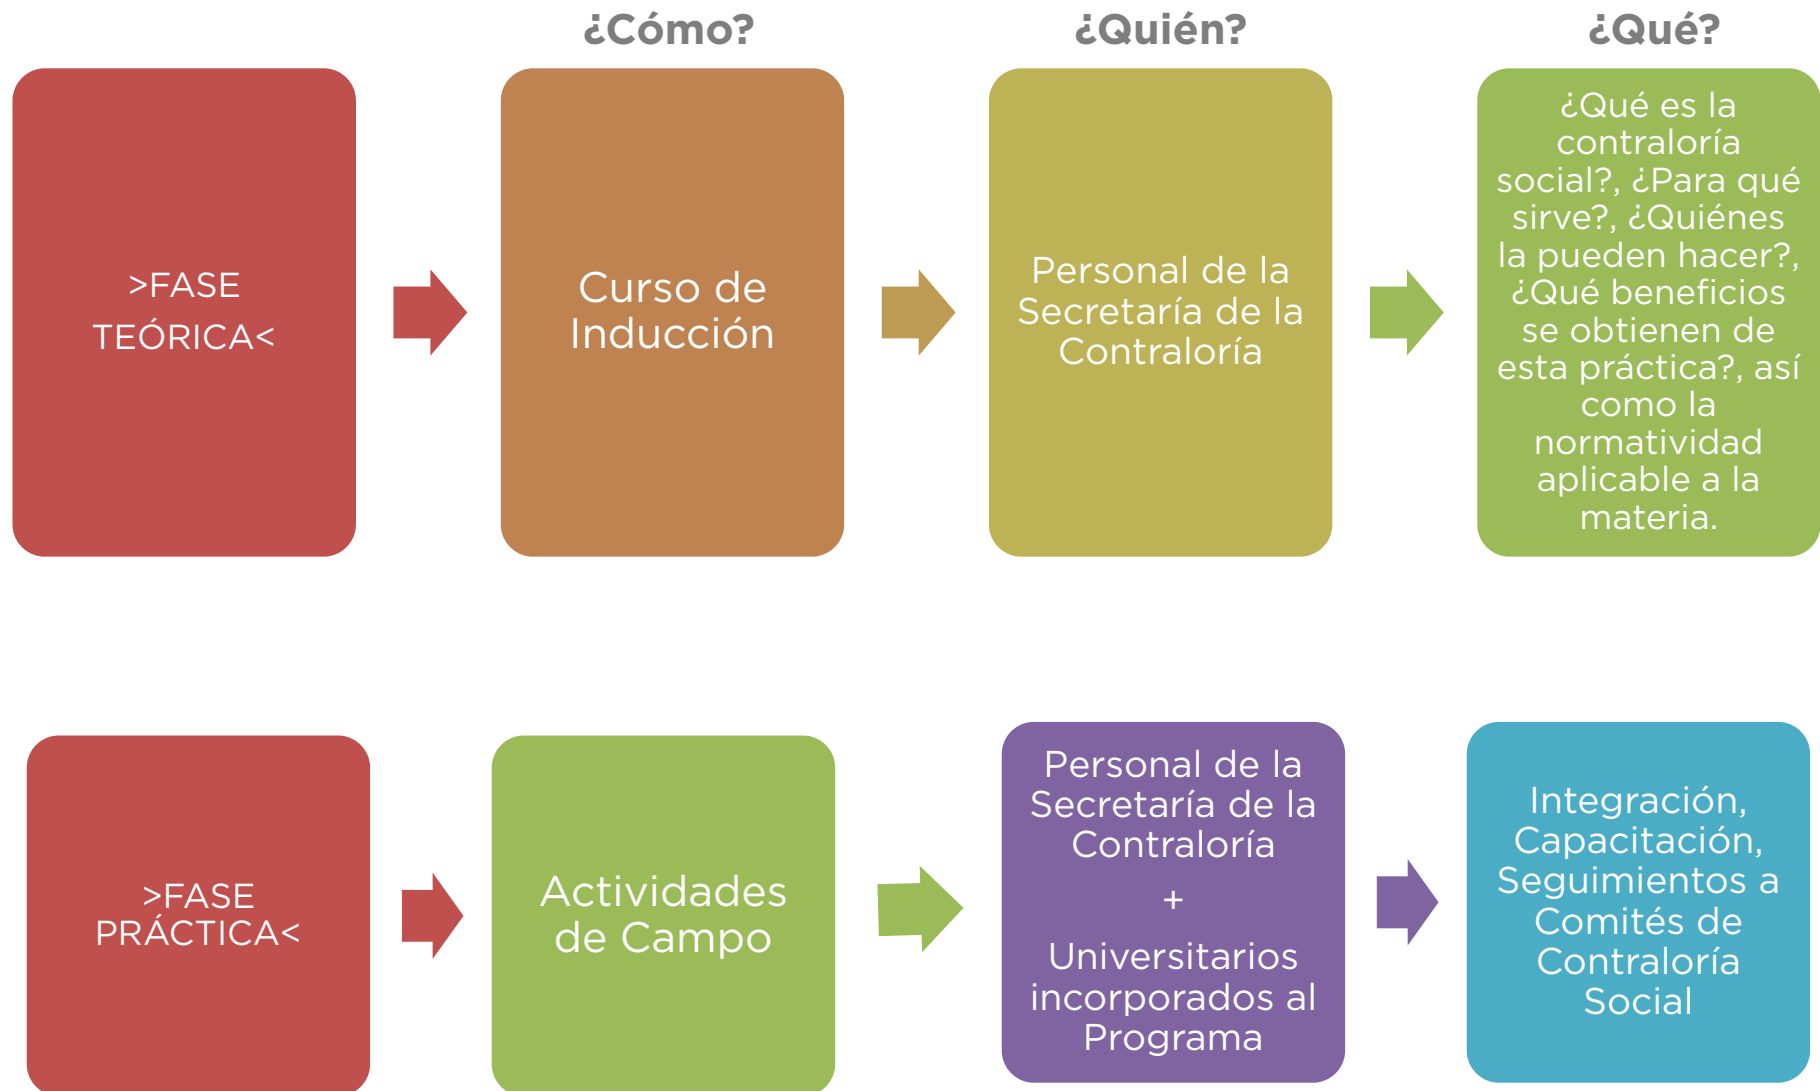 ¿Cómo?
¿Quién?
¿Qué?
>FASE
TEÓRICA<
Curso de
Inducción
Personal de la
Secretaría de la
Contraloría
¿Qué es la
contraloría
social?, ¿Para qué
sirve?, ¿Quiénes
la pueden hacer?,
¿Qué beneficios
se obtienen de
esta práctica?, así
como la
normatividad
aplicable a la
materia.
>FASE
PRÁCTICA<
Actividades
de Campo
Personal de la
Secretaría de la
Contraloría
+
Universitarios
incorporados al
Programa
Integración,
Capacitación,
Seguimientos a
Comités de
Contraloría
Social